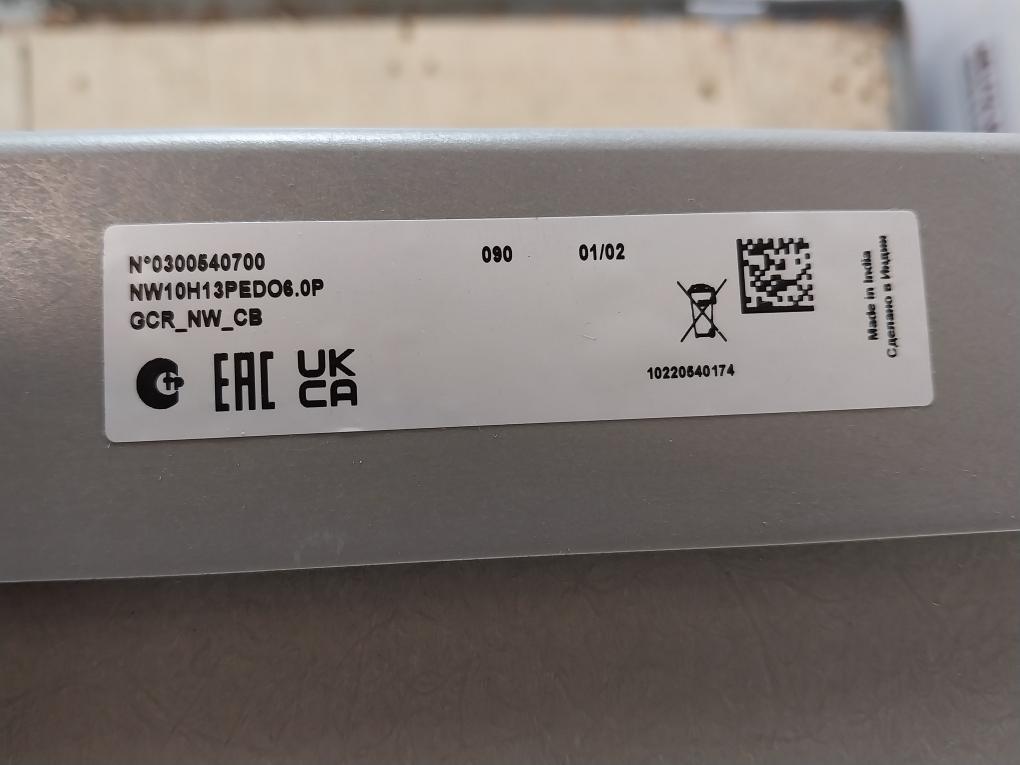 N°0300540700
NW10H13PEDO6.0P
GCR_NW_CB
090
01/02
EAC
UK
CA
10220540174
Made in India
Сделано в Индии